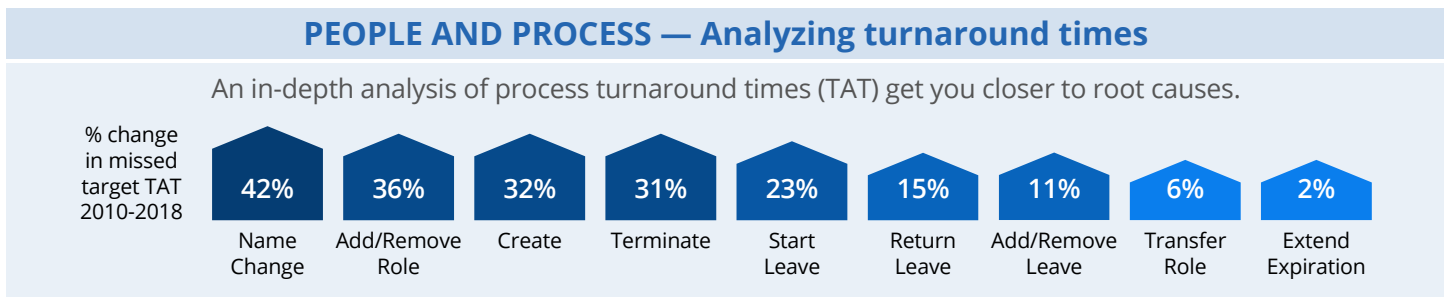 PEOPLE AND PROCESS — Analyzing turnaround times
An in-depth analysis of process turnaround times (TAT) get you closer to root causes.
% change
in missed
target TAT
2010-2018
42%
36%
32%
31%
23%
15%
11%
6%
2%
Name
Change
Add/Remove
Role
Create
Terminate
Start
Leave
Return
Leave
Add/Remove
Leave
Transfer
Role
Extend
Expiration